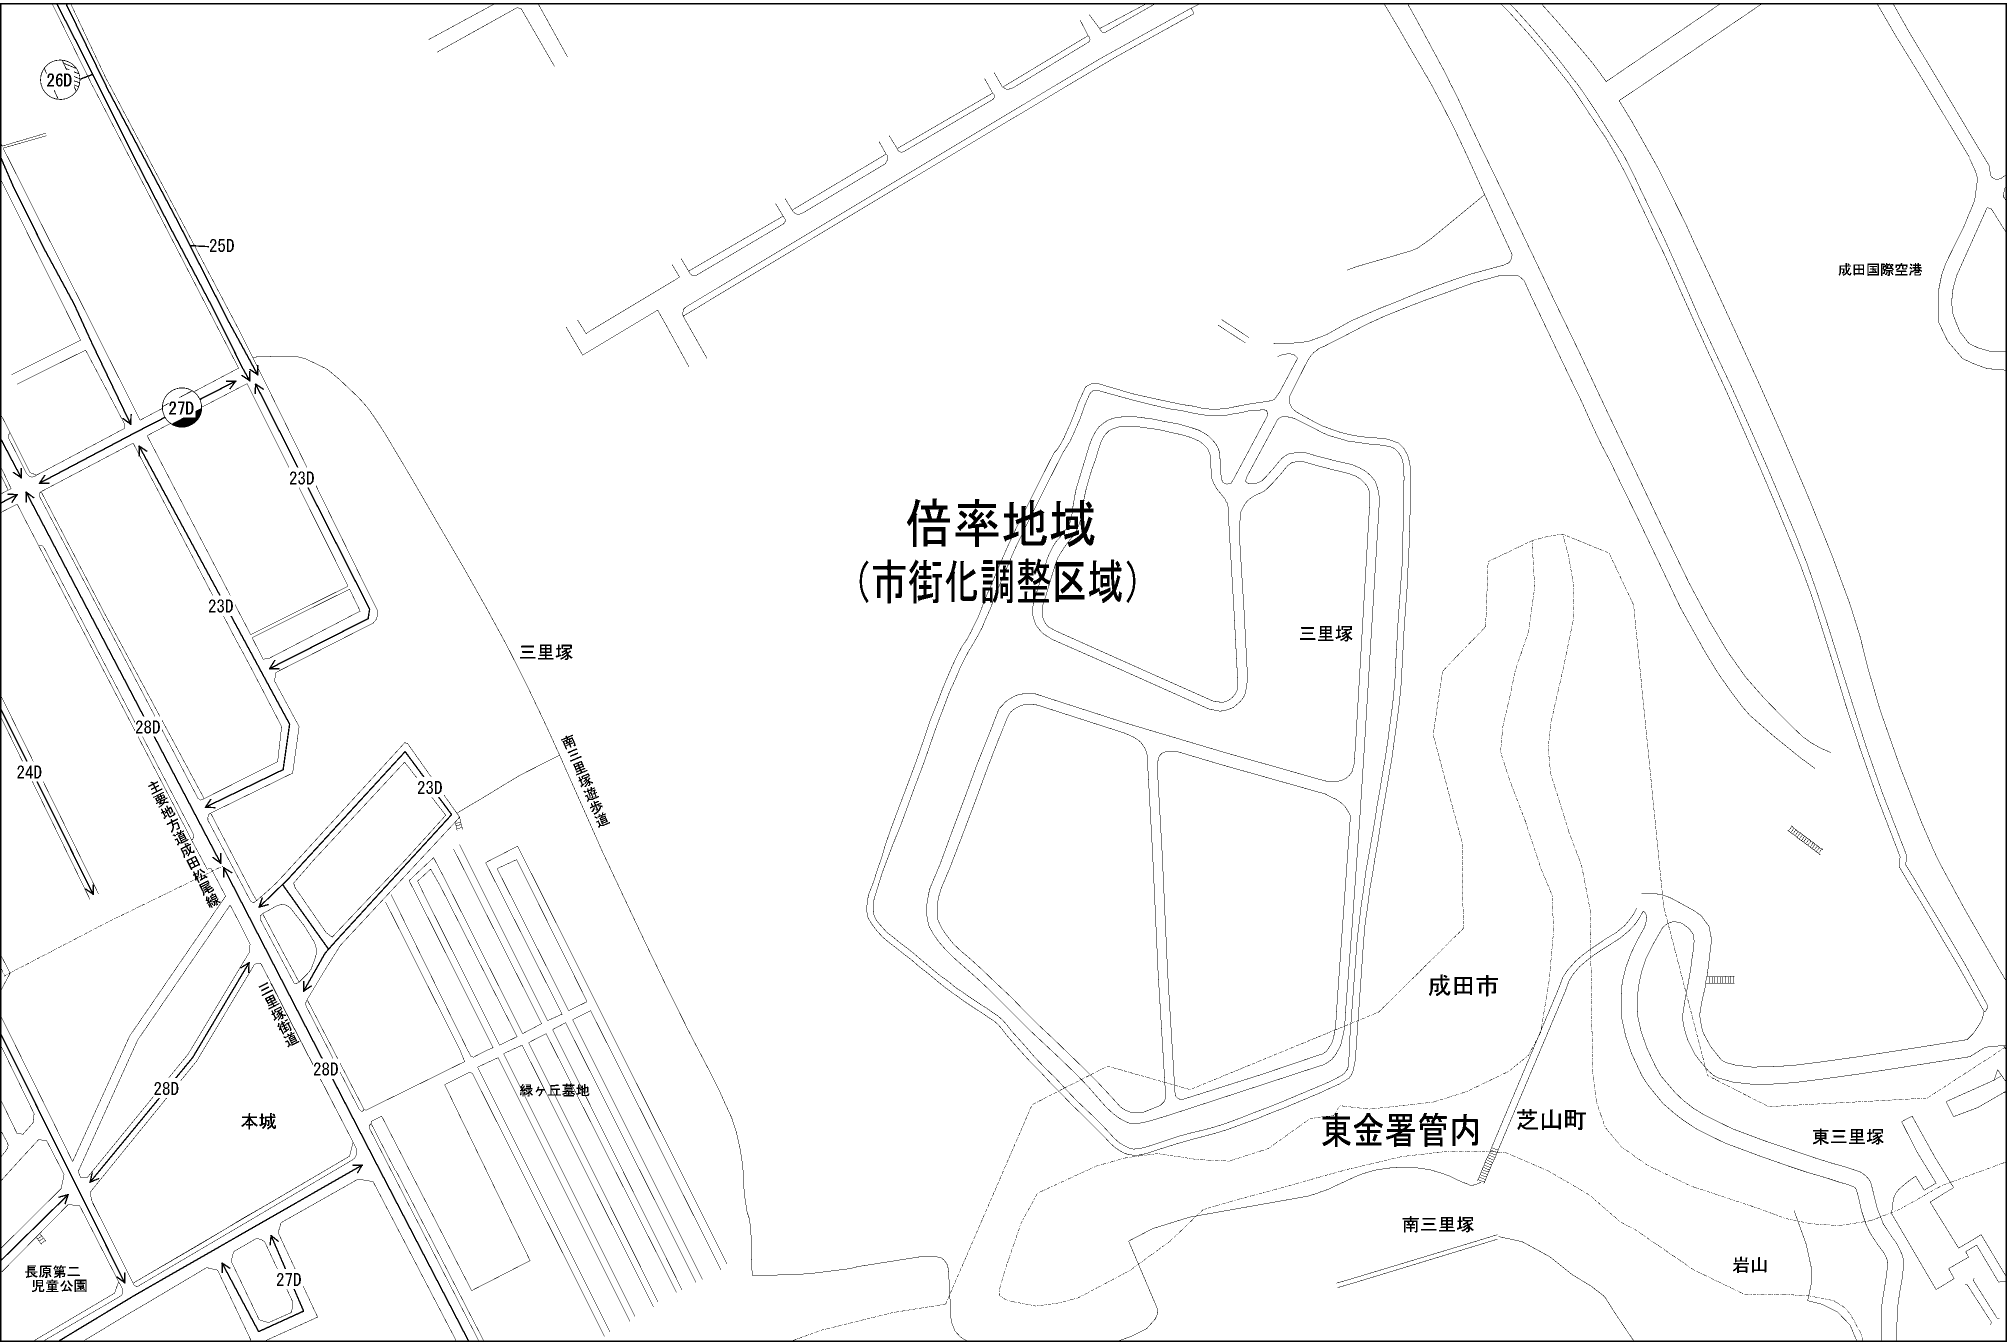 26D
25D
成田国際空港
27D
23D
倍率地域
（市街化調整区域）
23D
三里塚
三里塚
28D
南三里塚遊歩道
24D
23D
主要地方道成田松尾線
成田市
三里塚街道
28D
28D
緑ヶ丘墓地
本城
東金署管内
芝山町
東三里塚
南三里塚
岩山
長原第二
児童公園
27D